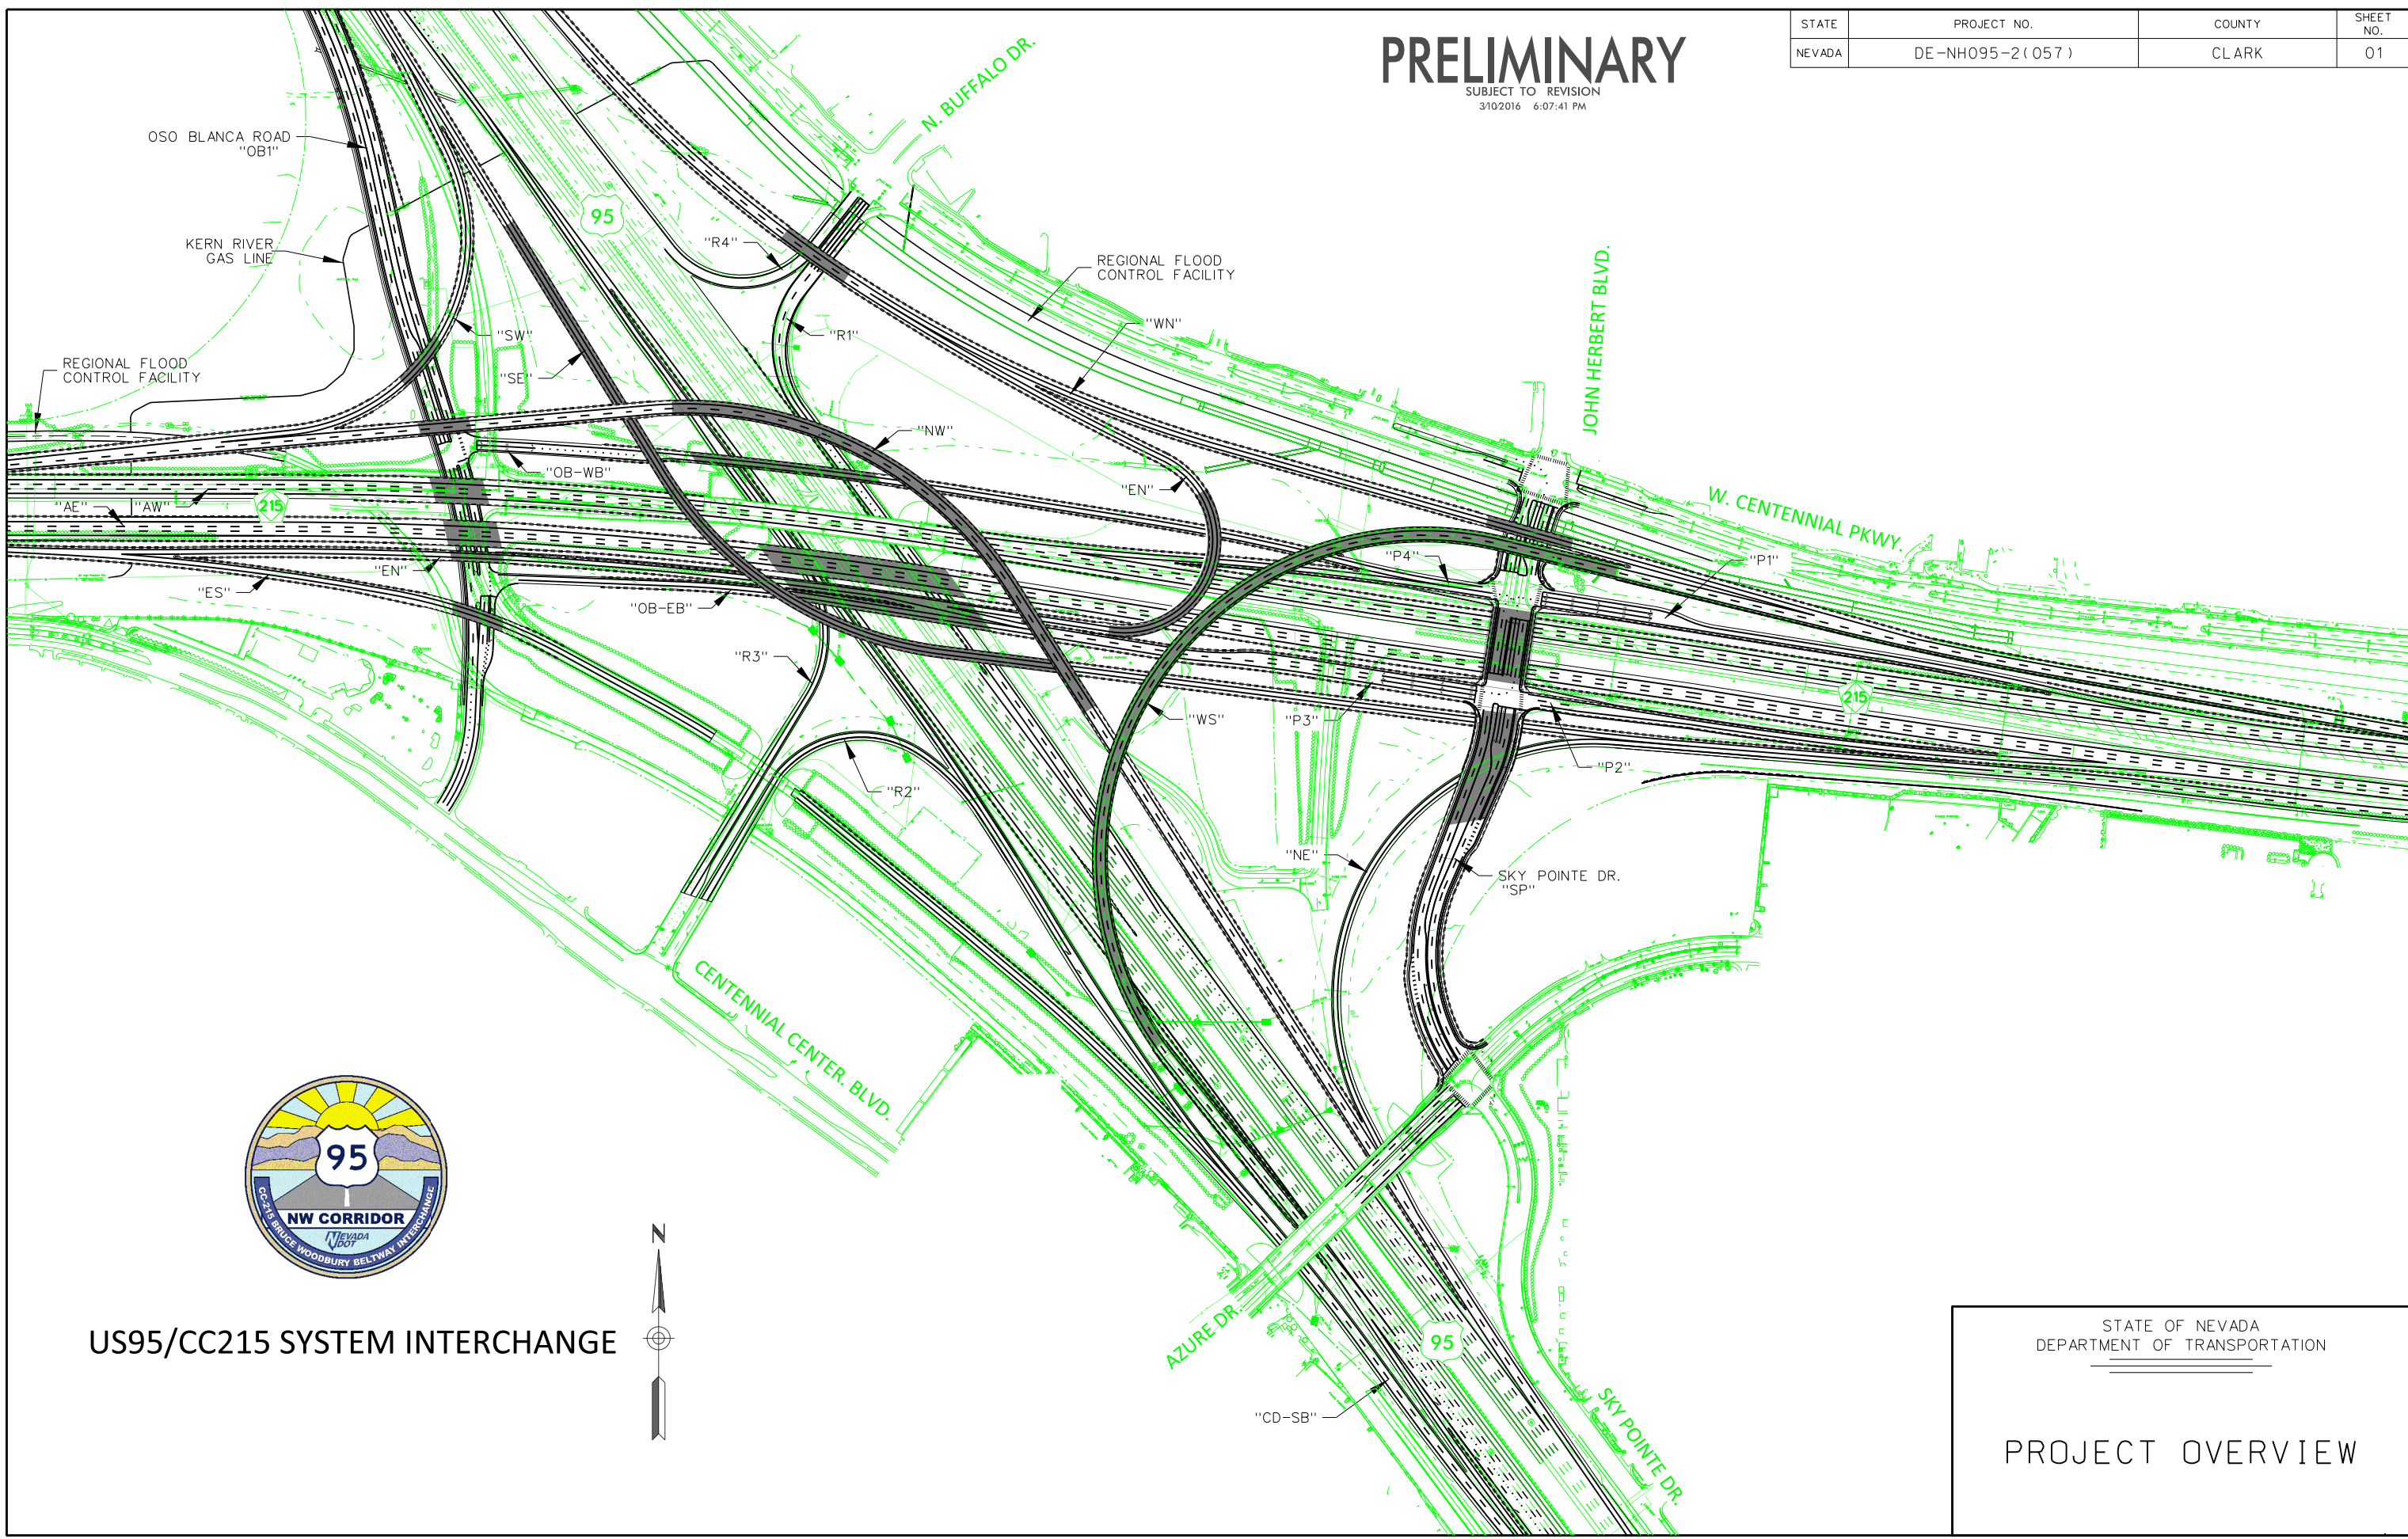 PRELIMINARY
SUBJECT TO REVISION
3/10/2016 6:07:41 PM
STATE
PROJECT NO.
COUNTY
SHEET
NO.
NEVADA
DE-NH095-2(057)
CLARK
01
N. BUFFALO DR.
OSO BLANCA ROAD
"OB1"
95
KERN RIVER
GAS LINE
"R4"
REGIONAL FLOOD
CONTROL FACILITY
JOHN HERBERT BLVD.
"WN"
"SW"
"R1"
REGIONAL FLOOD
CONTROL FACILITY
"SE"
"NW"
"OB-WB"
"EN"
W. CENTENNIAL PKWY.
"AE"
"AW"
215
"P4"
"P1"
"EN"
"ES"
"OB-EB"
"R3"
215
"WS"
"P3"
"P2"
"R2"
"NE"
SKY POINTE DR.
"SP"
CENTENNIAL CENTER. BLVD.
95
NW CORRIDOR
NEVADA
DOT
CC-215 BRUCE WOODBURY BELTWAY INTERCHANGE
N
US95/CC215 SYSTEM INTERCHANGE
AZURE DR.
95
"CD-SB"
SKY POINTE DR.
STATE OF NEVADA
DEPARTMENT OF TRANSPORTATION
PROJECT OVERVIEW